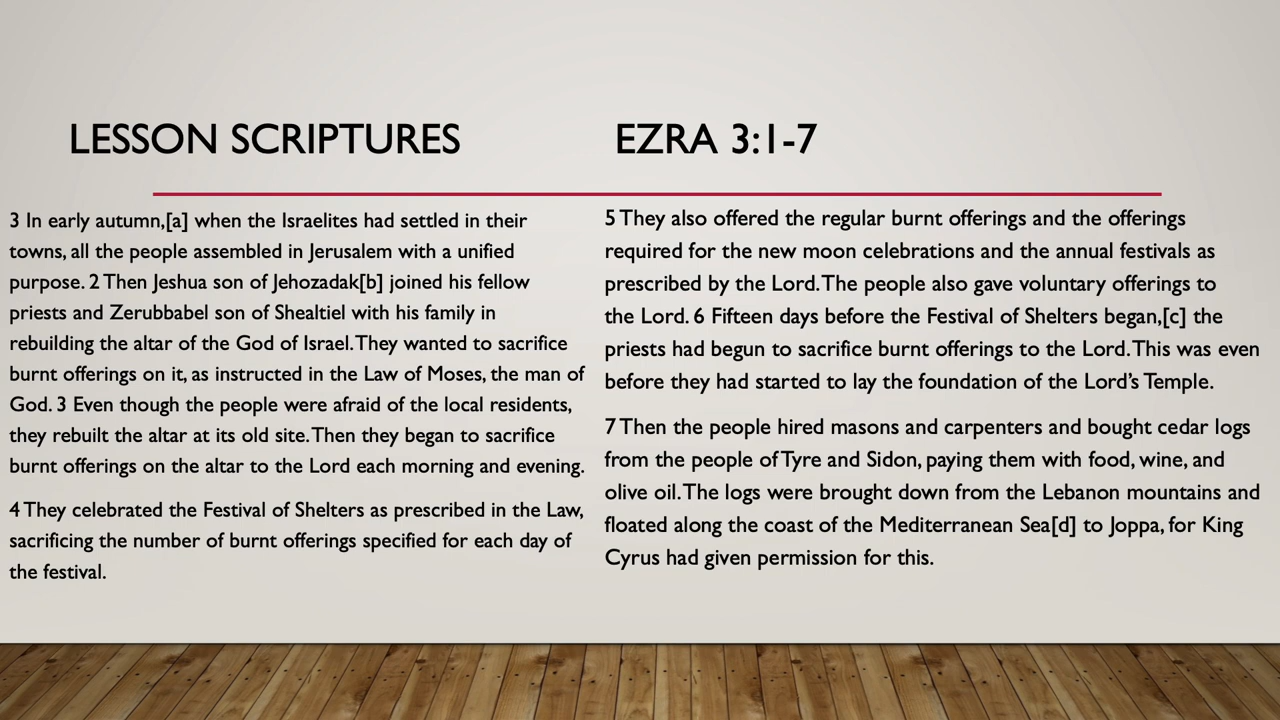 LESSON SCRIPTURES
EZRA 3:1-7
3 In early autumn,[a] when the Israelites had settled in their
towns, all the people assembled in Jerusalem with a unified
purpose. 2 Then Jeshua son of Jehozadak[b] joined his fellow
priests and Zerubbabel son of Shealtiel with his family in
rebuilding the altar of the God of Israel. They wanted to sacrifice
burnt offerings on it, as instructed in the Law of Moses, the man of
God. 3 Even though the people were afraid of the local residents,
they rebuilt the altar at its old site. Then they began to sacrifice
burnt offerings on the altar to the Lord each morning and evening.
4 They celebrated the Festival of Shelters as prescribed in the Law,
sacrificing the number of burnt offerings specified for each day of
the festival.
5 They also offered the regular burnt offerings and the offerings
required for the new moon celebrations and the annual festivals as
prescribed by the Lord. The people also gave voluntary offerings to
the Lord. 6 Fifteen days before the Festival of Shelters began,[c] the
priests had begun to sacrifice burnt offerings to the Lord. This was even
before they had started to lay the foundation of the Lord’s Temple.
7 Then the people hired masons and carpenters and bought cedar logs
from the people of Tyre and Sidon, paying them with food, wine, and
olive oil. The logs were brought down from the Lebanon mountains and
floated along the coast of the Mediterranean Sea[d] to Joppa, for King
Cyrus had given permission for this.